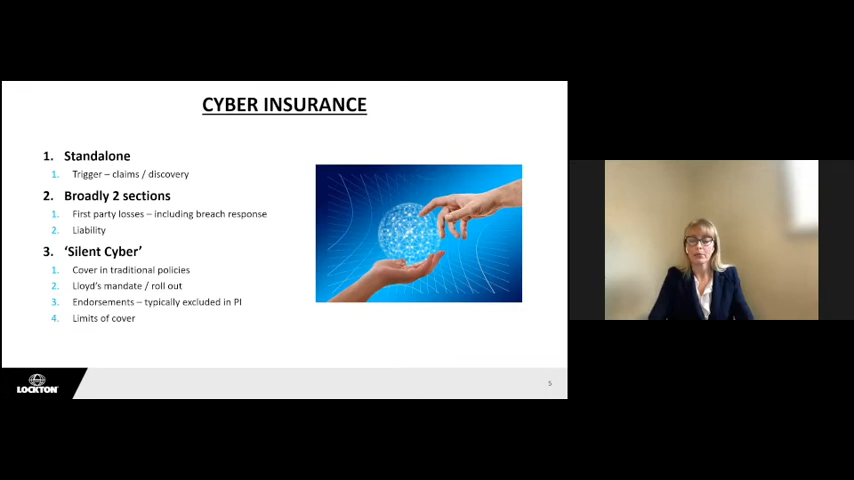 CYBER INSURANCE
1. Standalone
1. Trigger – claims / discovery
2. Broadly 2 sections
1. First party losses – including breach response
2. Liability
3. ‘Silent Cyber’
1. Cover in traditional policies
2. Lloyd's mandate / roll out
3. Endorsements – typically excluded in PI
4. Limits of cover
LOCKTON
5